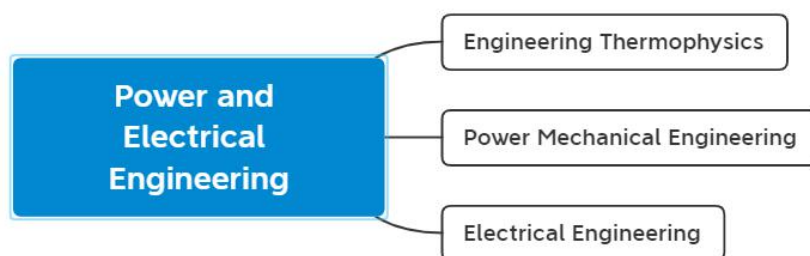 Power and
Electrical
Engineering
Engineering Thermophysics
Power Mechanical Engineering
Electrical Engineering